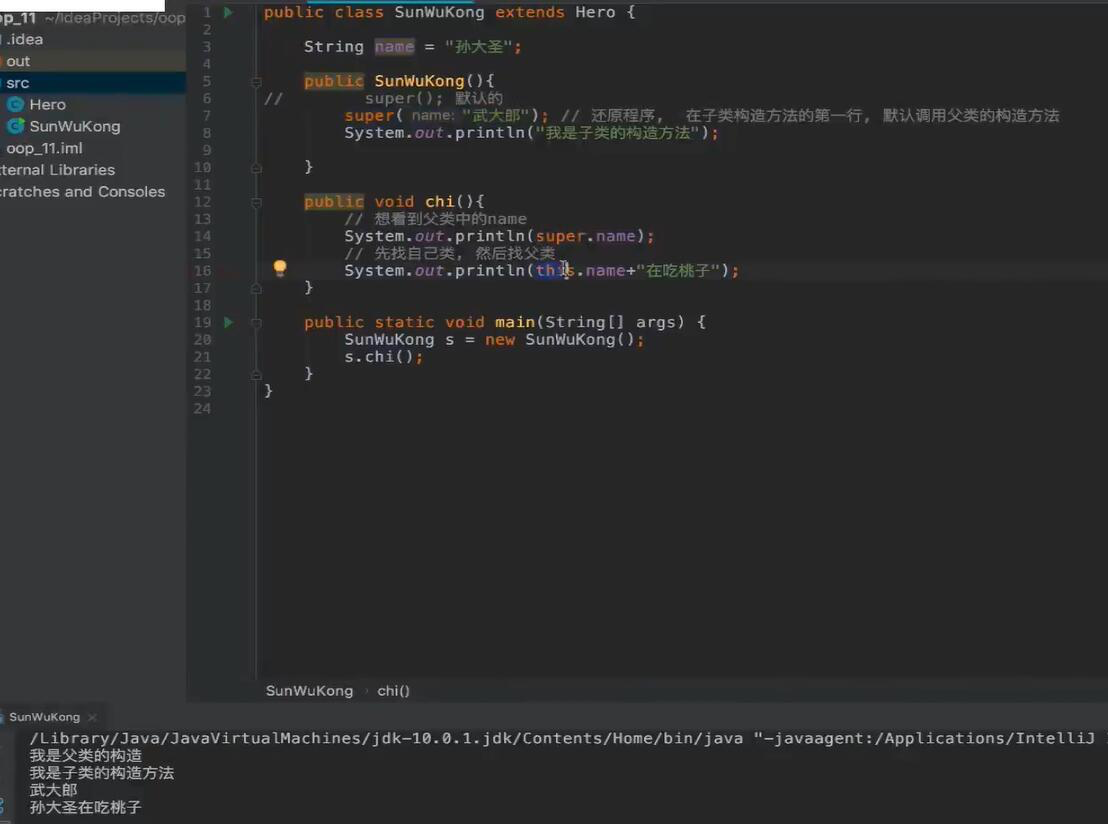 op_11 ~/IdeaProjects/oop
.idea
out
src
Hero
SunWuKong
oop_11.iml
ternal Libraries
cratches and Consoles
1 public class SunWuKong extends Hero {
2
3 String name = "孙大圣";
4
5 public SunWuKong(){
6 // super(); 默认的
7 super( name: "武大郎"); // 还原程序, 在子类构造方法的第一行, 默认调用父类的构造方法
8 System.out.println("我是子类的构造方法");
9
10 }
11
12 public void chi(){
13 // 想看到父类中的name
14 System.out.println(super.name);
15 // 先找自己类, 然后找父类
16 System.out.println(this.name+"在吃桃子");
17 }
18
19 public static void main(String[] args) {
20 SunWuKong s = new SunWuKong();
21 s.chi();
22 }
23 }
24
SunWuKong › chi()
SunWuKong ×
/Library/Java/JavaVirtualMachines/jdk-10.0.1.jdk/Contents/Home/bin/java "-javaagent:/Applications/IntelliJ
我是父类的构造
我是子类的构造方法
武大郎
孙大圣在吃桃子